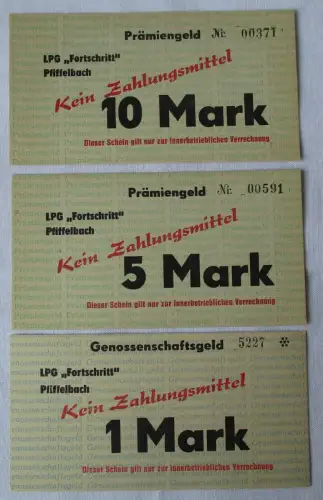 Prämiengeld № 00371
LPG „Fortschritt"
Pfiffelbach
Kein Zahlungsmittel
10 Mark
Dieser Schein gilt nur zur innerbetrieblichen Verrechnung
Prämiengeld № 00591
LPG „Fortschritt"
Pfiffelbach
Kein Zahlungsmittel
5 Mark
Dieser Schein gilt nur zur innerbetrieblichen Verrechnung
Genossenschaftsgeld 5227 *
LPG „Fortschritt"
Pfiffelbach
Kein Zahlungsmittel
1 Mark
Dieser Schein gilt nur zur innerbetrieblichen Verrechnung